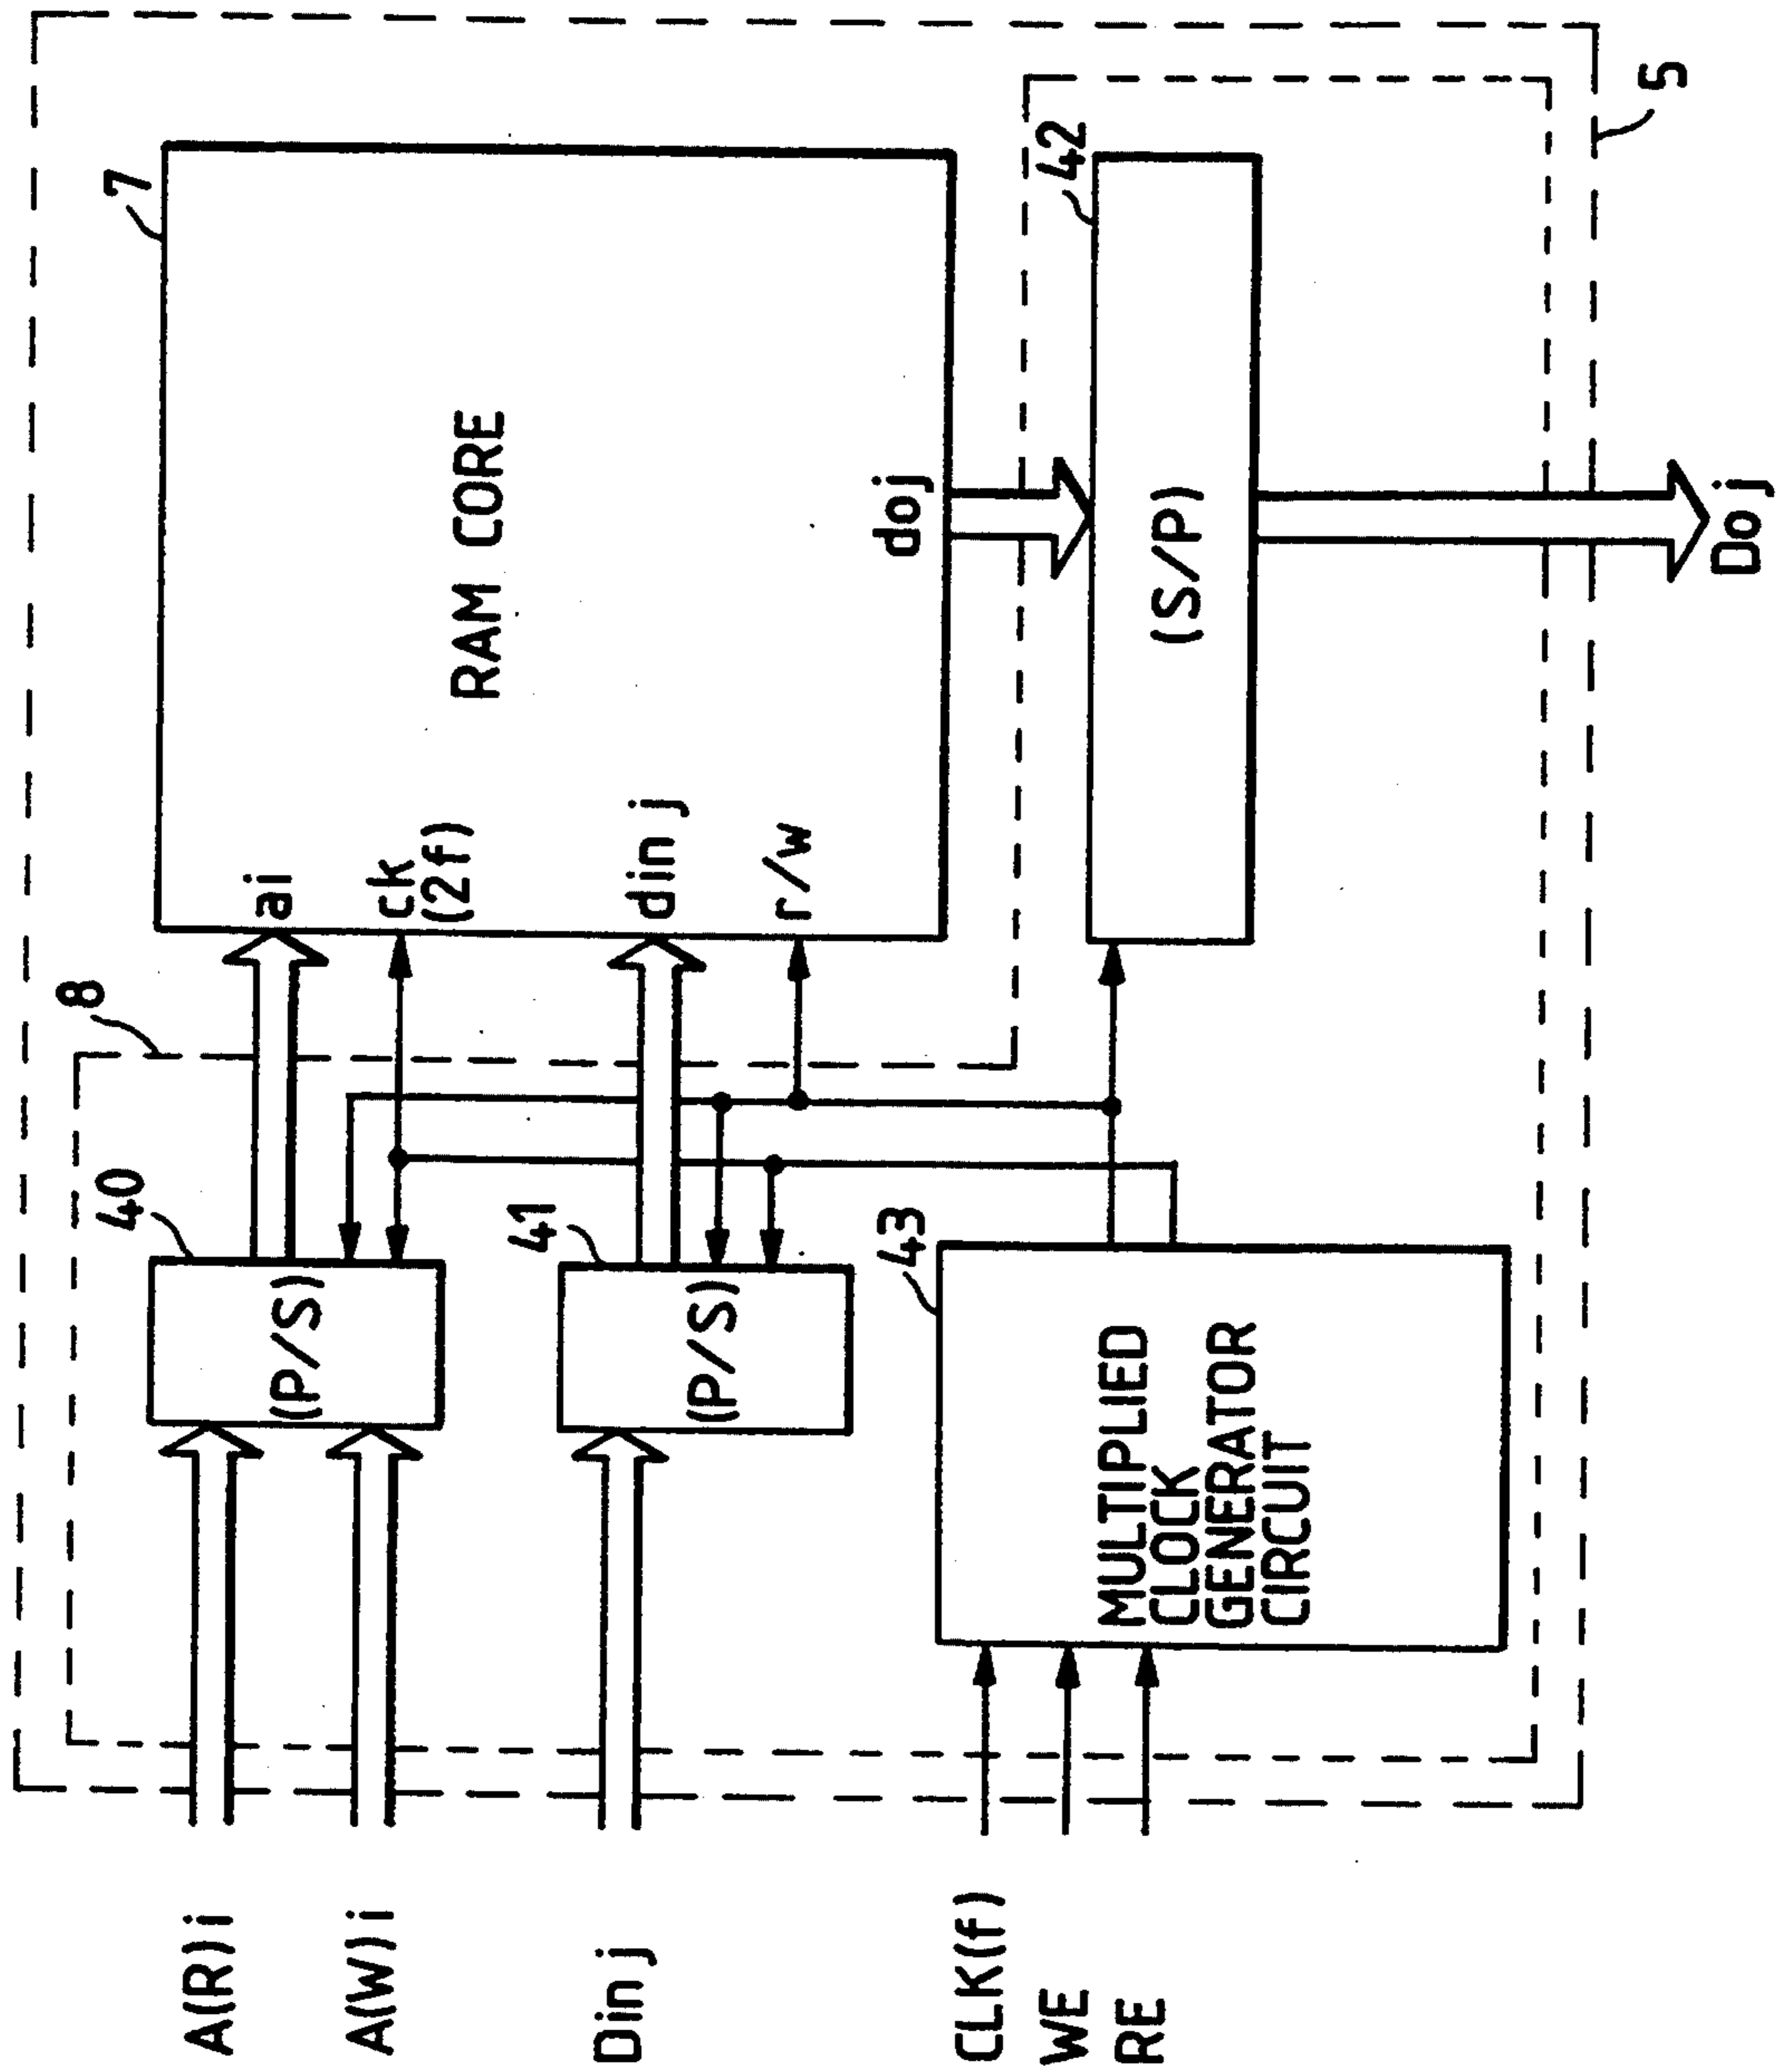 A(R)i
A(W)i
Din j
CLK(f)
WE
RE
8
40
(P/S)
41
(P/S)
43
MULTIPLIED
CLOCK
GENERATOR
CIRCUIT
7
ai
ck
(2f)
din j
r/w
RAM CORE
doj
42
(S/P)
Doj
5